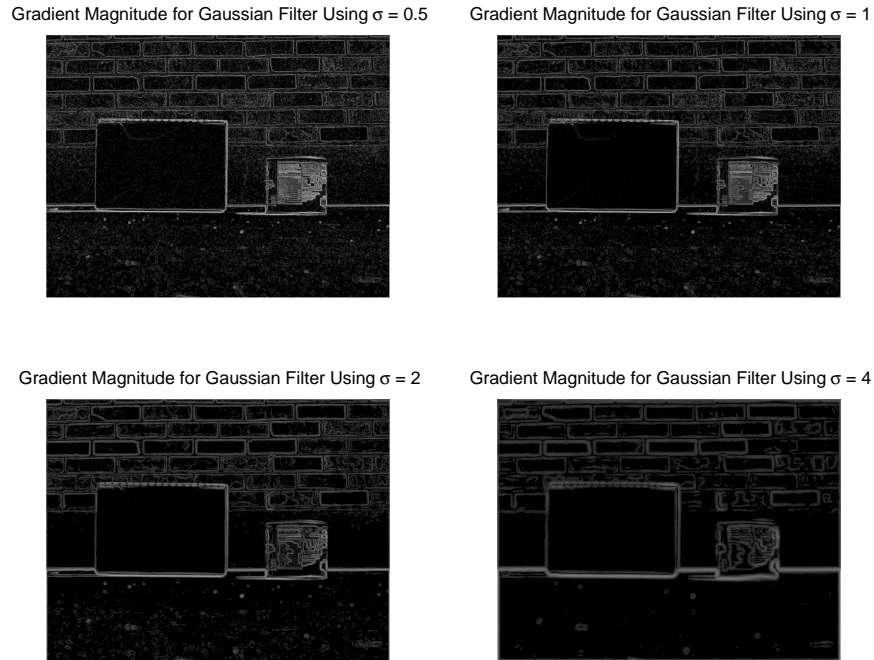 Gradient Magnitude for Gaussian Filter Using σ = 0.5
Gradient Magnitude for Gaussian Filter Using σ = 1
Gradient Magnitude for Gaussian Filter Using σ = 2
Gradient Magnitude for Gaussian Filter Using σ = 4